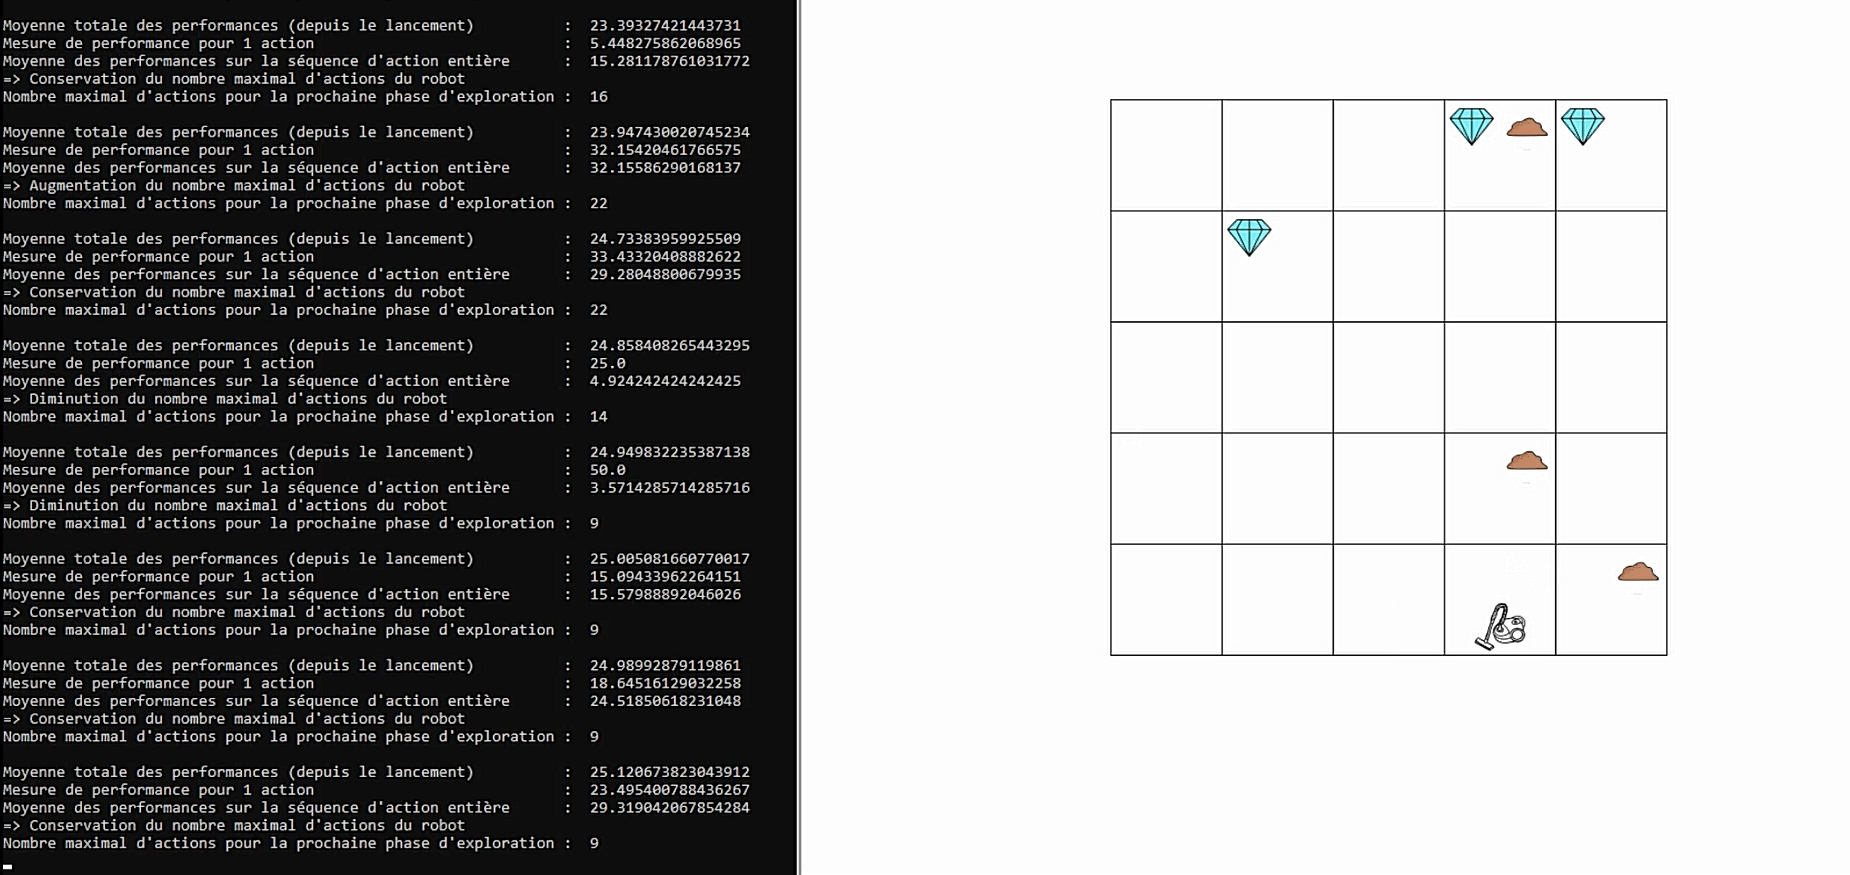 Moyenne totale des performances (depuis le lancement) : 23.39327421443731
Mesure de performance pour 1 action : 5.448275862068965
Moyenne des performances sur la séquence d'action entière : 15.281178761031772
=> Conservation du nombre maximal d'actions du robot
Nombre maximal d'actions pour la prochaine phase d'exploration : 16
Moyenne totale des performances (depuis le lancement) : 23.947430020745234
Mesure de performance pour 1 action : 32.15420461766575
Moyenne des performances sur la séquence d'action entière : 32.15586290168137
=> Augmentation du nombre maximal d'actions du robot
Nombre maximal d'actions pour la prochaine phase d'exploration : 22
Moyenne totale des performances (depuis le lancement) : 24.73383959925509
Mesure de performance pour 1 action : 33.43320408882622
Moyenne des performances sur la séquence d'action entière : 29.28048800679935
=> Conservation du nombre maximal d'actions du robot
Nombre maximal d'actions pour la prochaine phase d'exploration : 22
Moyenne totale des performances (depuis le lancement) : 24.858408265443295
Mesure de performance pour 1 action : 25.0
Moyenne des performances sur la séquence d'action entière : 4.924242424242425
=> Diminution du nombre maximal d'actions du robot
Nombre maximal d'actions pour la prochaine phase d'exploration : 14
Moyenne totale des performances (depuis le lancement) : 24.949832235387138
Mesure de performance pour 1 action : 50.0
Moyenne des performances sur la séquence d'action entière : 3.5714285714285716
=> Diminution du nombre maximal d'actions du robot
Nombre maximal d'actions pour la prochaine phase d'exploration : 9
Moyenne totale des performances (depuis le lancement) : 25.005081660770017
Mesure de performance pour 1 action : 15.09433962264151
Moyenne des performances sur la séquence d'action entière : 15.57988892046026
=> Conservation du nombre maximal d'actions du robot
Nombre maximal d'actions pour la prochaine phase d'exploration : 9
Moyenne totale des performances (depuis le lancement) : 24.98992879119861
Mesure de performance pour 1 action : 18.64516129032258
Moyenne des performances sur la séquence d'action entière : 24.51850618231048
=> Conservation du nombre maximal d'actions du robot
Nombre maximal d'actions pour la prochaine phase d'exploration : 9
Moyenne totale des performances (depuis le lancement) : 25.120673823043912
Mesure de performance pour 1 action : 23.495400788436267
Moyenne des performances sur la séquence d'action entière : 29.319042067854284
=> Conservation du nombre maximal d'actions du robot
Nombre maximal d'actions pour la prochaine phase d'exploration : 9